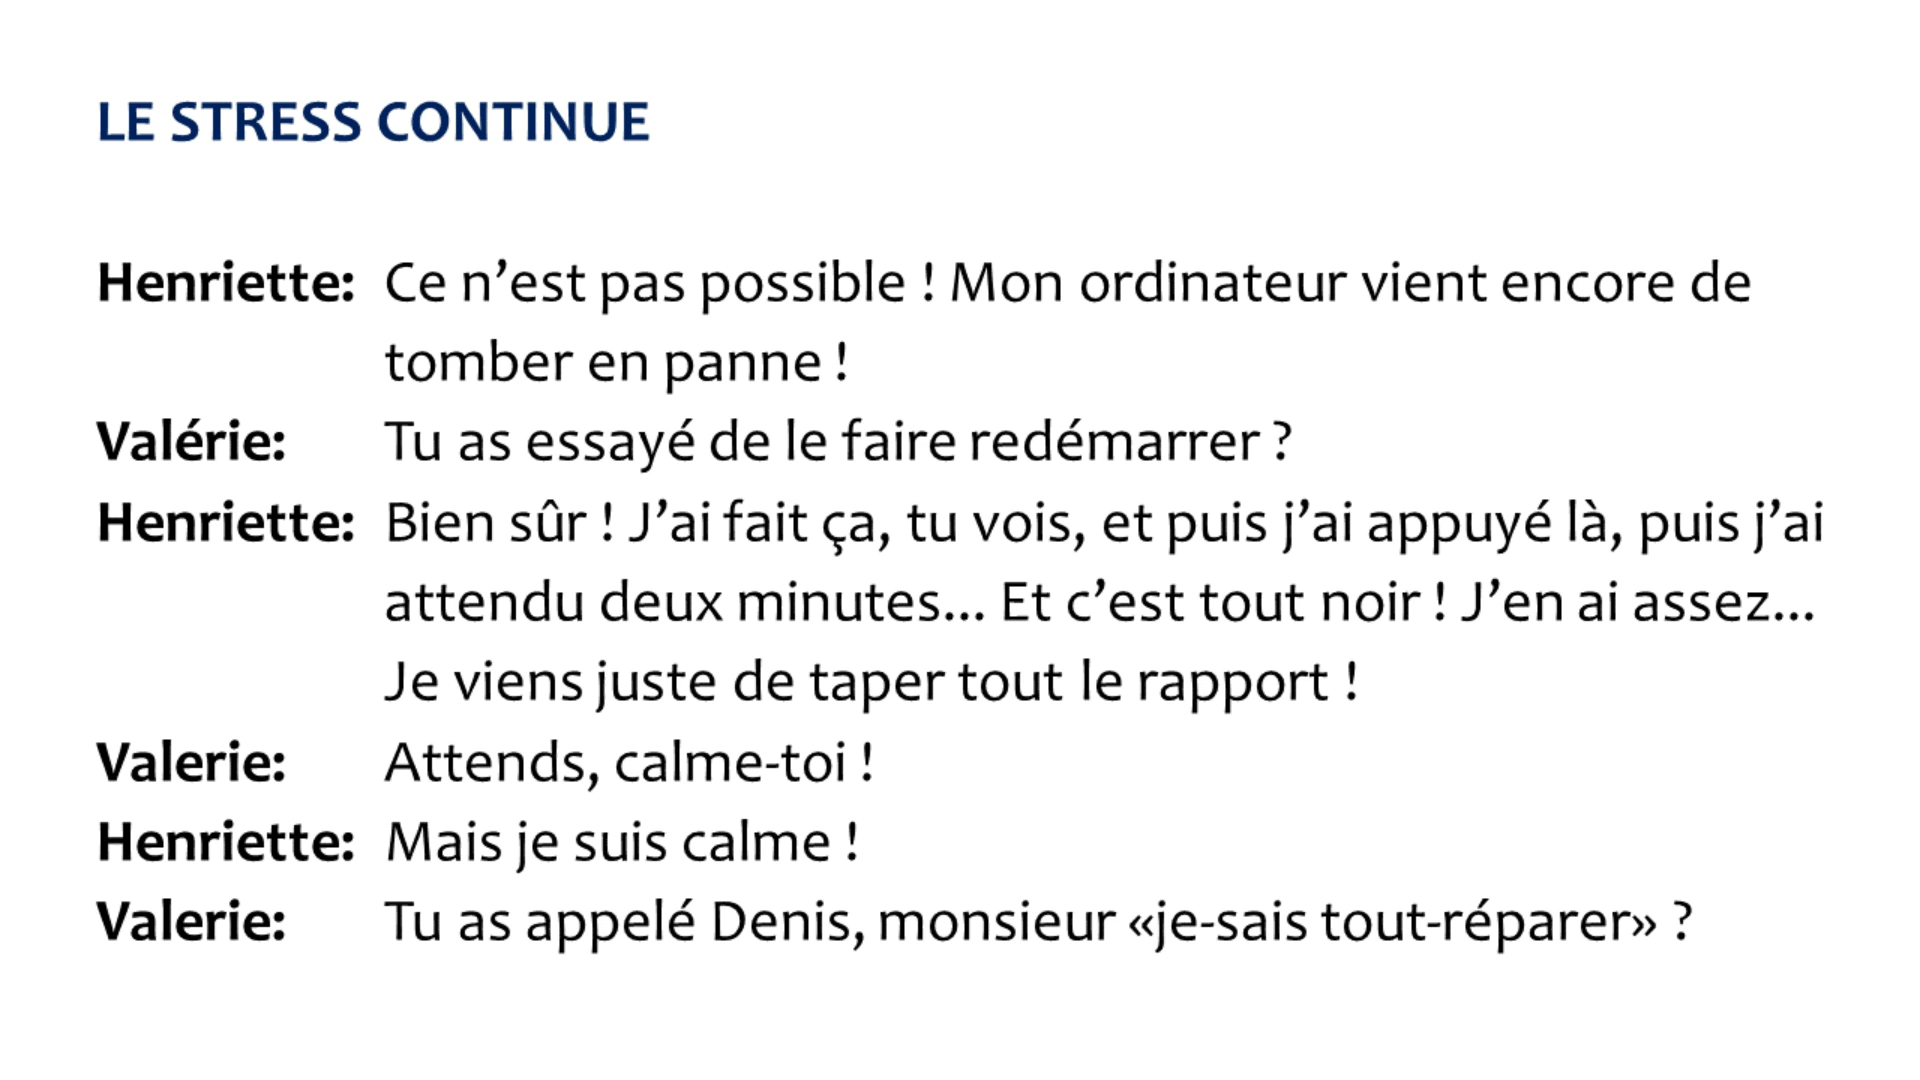 LE STRESS CONTINUE
Henriette: Ce n’est pas possible ! Mon ordinateur vient encore de
tomber en panne !
Valérie: Tu as essayé de le faire redémarrer ?
Henriette: Bien sûr ! J’ai fait ça, tu vois, et puis j’ai appuyé là, puis j’ai
attendu deux minutes... Et c’est tout noir ! J’en ai assez...
Je viens juste de taper tout le rapport !
Valerie: Attends, calme-toi !
Henriette: Mais je suis calme !
Valerie: Tu as appelé Denis, monsieur «je-sais tout-réparer» ?